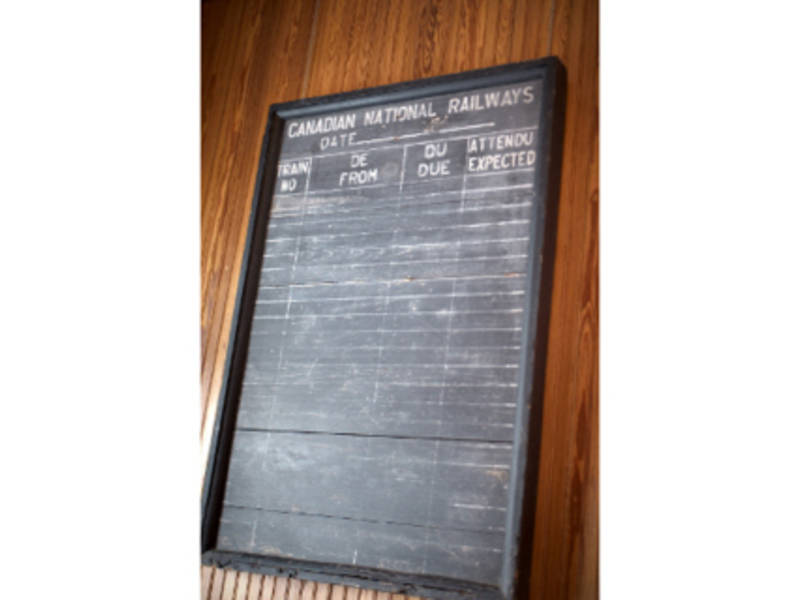 CANADIAN NATIONAL RAILWAYS
DATE
TRAIN NO
DE FROM
DU DUE
ATTENDU EXPECTED